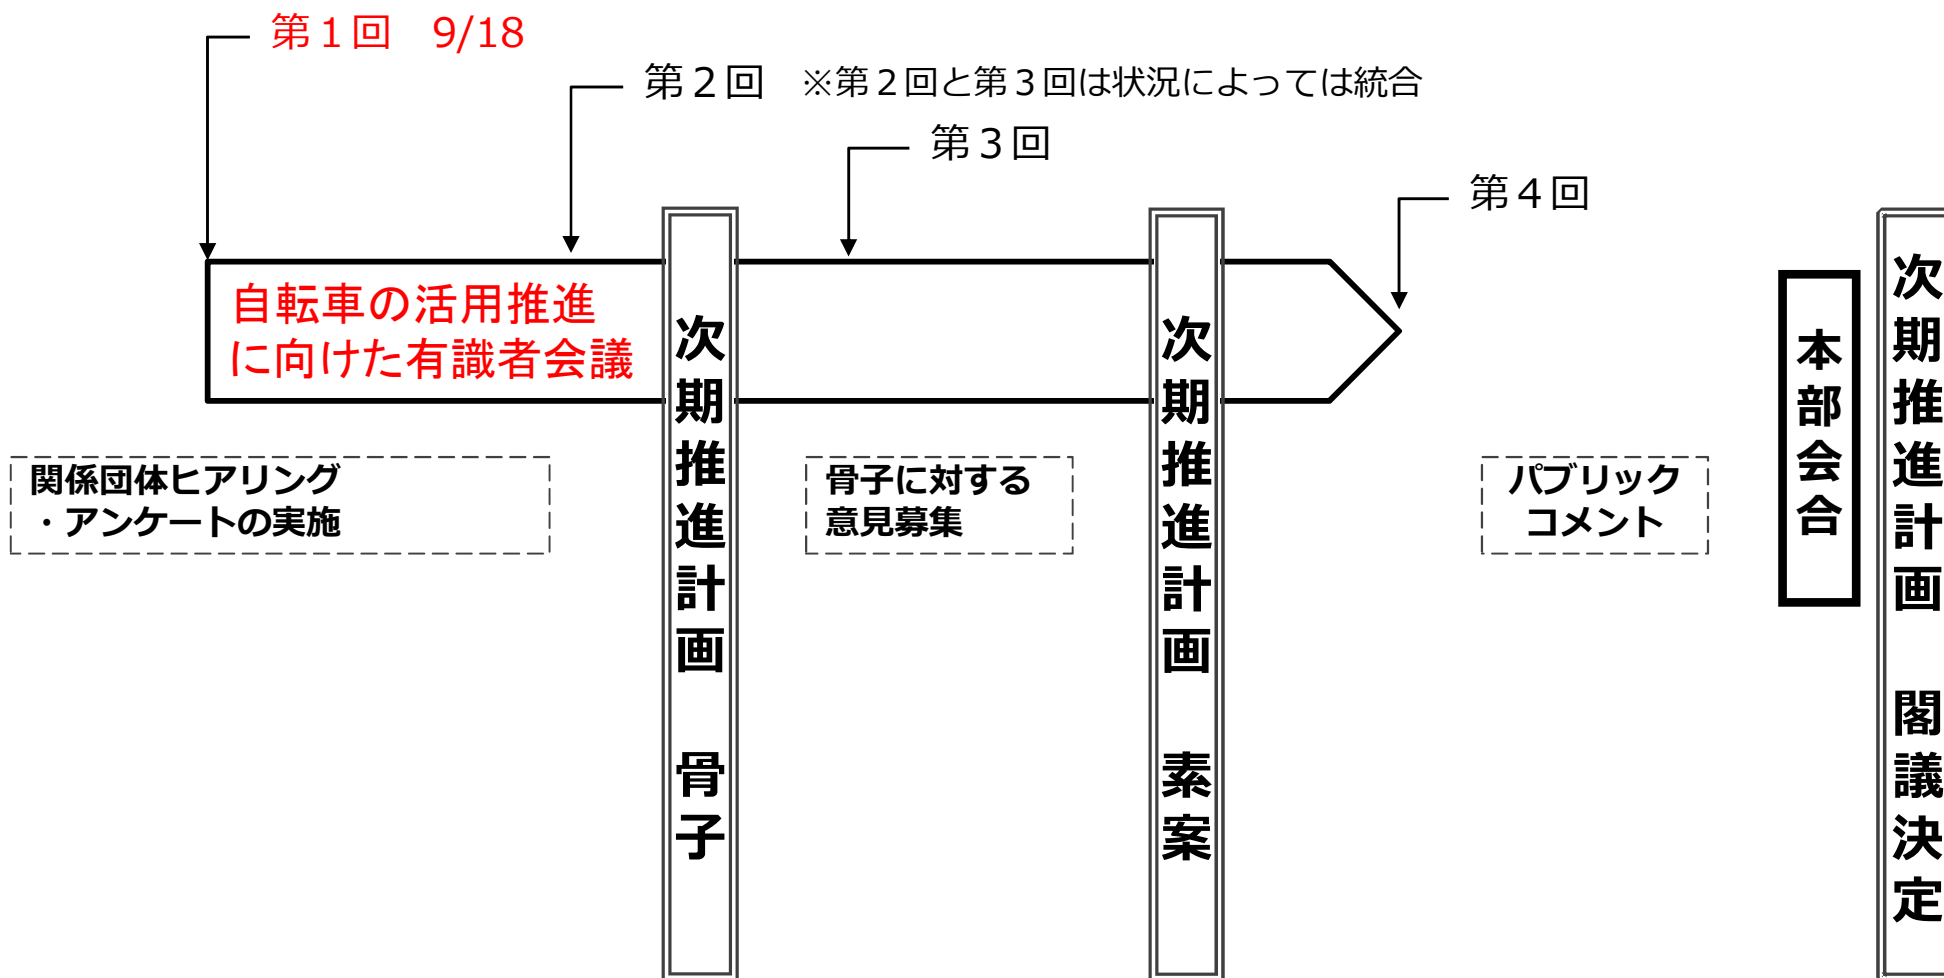 第１回　9/18
第２回　※第２回と第３回は状況によっては統合
第３回
第４回
自転車の活用推進
に向けた有識者会議
関係団体ヒアリング
・アンケートの実施
次期推進計画　骨子
骨子に対する
意見募集
次期推進計画　素案
パブリック
コメント
本部会合
次期推進計画　閣議決定